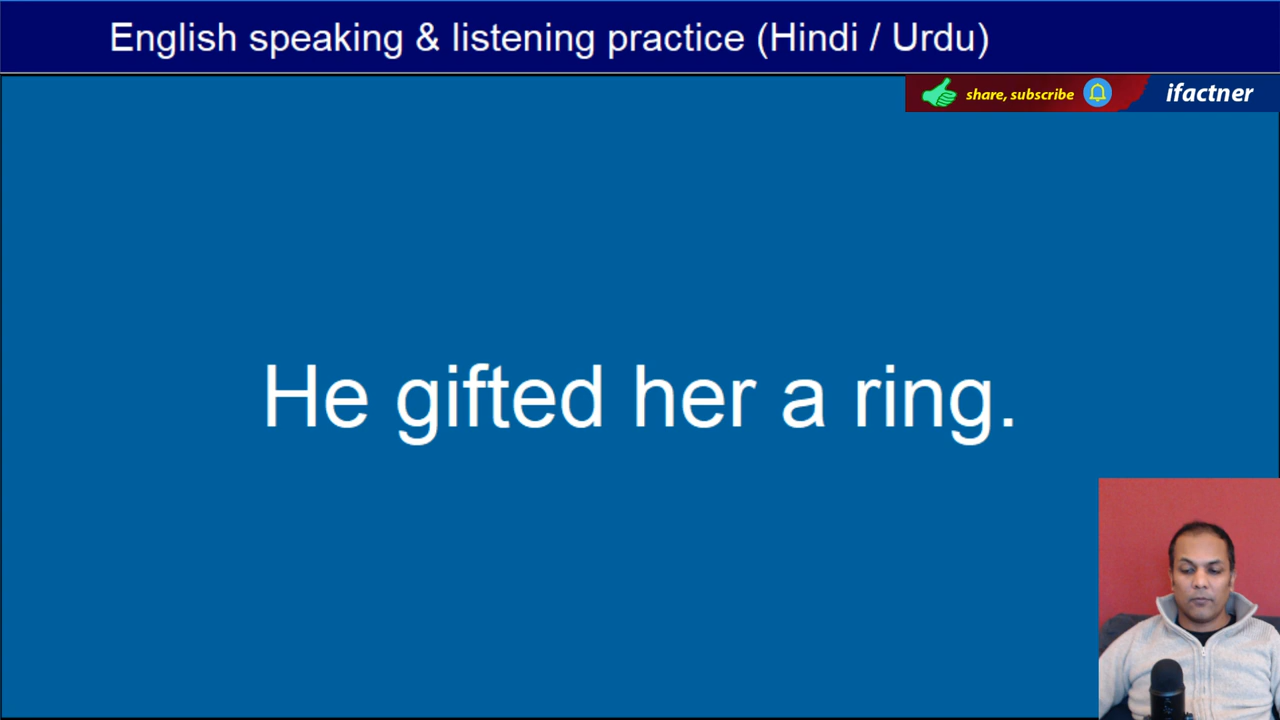 English speaking & listening practice (Hindi / Urdu)
share, subscribe
ifactner
He gifted her a ring.